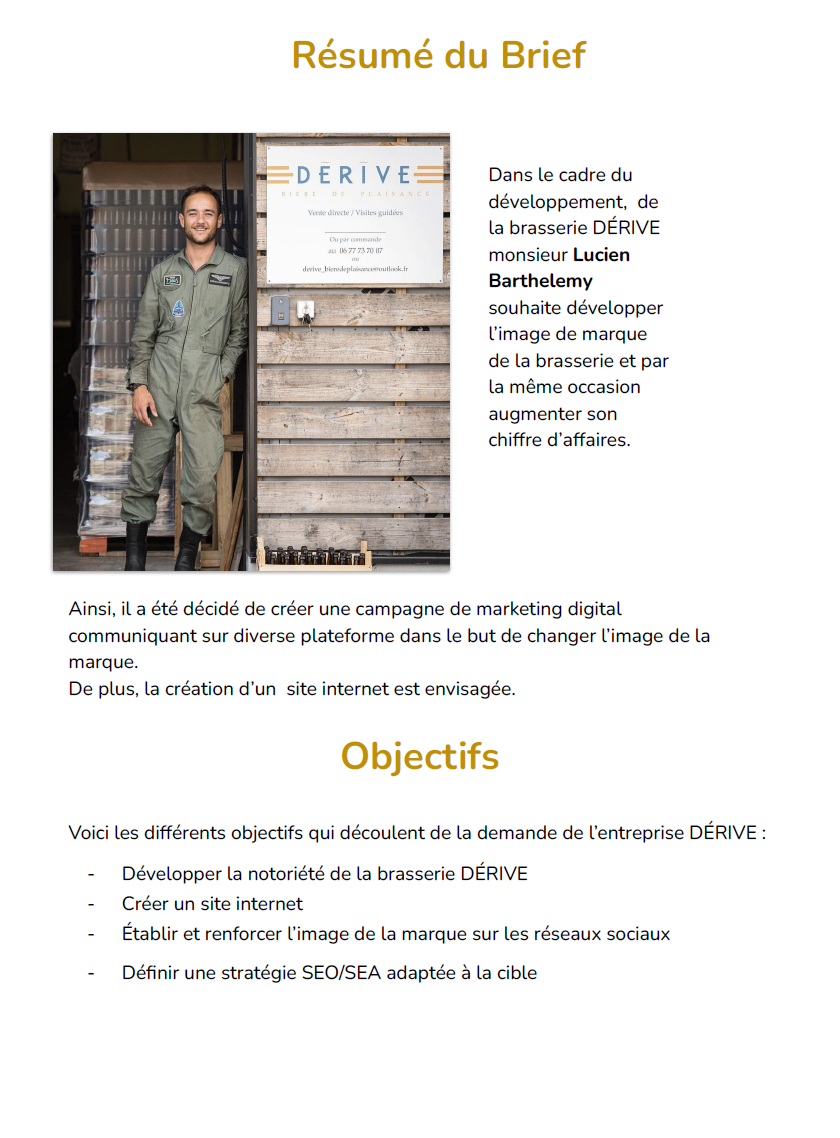 Résumé du Brief
DĒRĪVE
BIÈRE DE PLAISANCE
Vente directe / Visites guidées
Ou par commande
au 06 77 73 70 07
ou
derive_bieredeplaisance@outlook.fr
Dans le cadre du
développement, de
la brasserie DÉRIVE
monsieur Lucien
Barthelemy
souhaite développer
l’image de marque
de la brasserie et par
la même occasion
augmenter son
chiffre d’affaires.
Ainsi, il a été décidé de créer une campagne de marketing digital
communiquant sur diverse plateforme dans le but de changer l’image de la
marque.
De plus, la création d’un site internet est envisagée.
Objectifs
Voici les différents objectifs qui découlent de la demande de l’entreprise DÉRIVE :
- Développer la notoriété de la brasserie DÉRIVE
- Créer un site internet
- Établir et renforcer l’image de la marque sur les réseaux sociaux
- Définir une stratégie SEO/SEA adaptée à la cible